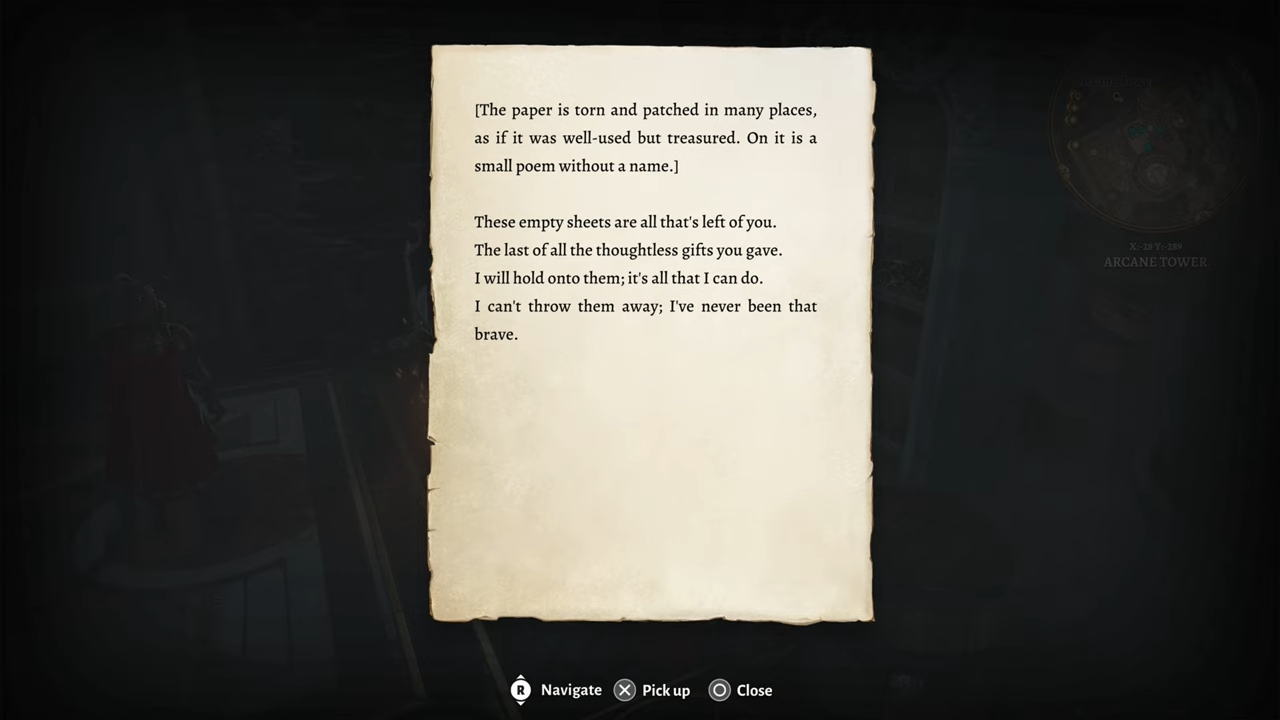 [The paper is torn and patched in many places,
as if it was well-used but treasured. On it is a
small poem without a name.]
These empty sheets are all that's left of you.
The last of all the thoughtless gifts you gave.
I will hold onto them; it's all that I can do.
I can't throw them away; I've never been that
brave.
X:-28 Y:-289
ARCANE TOWER
R Navigate Pick up Close